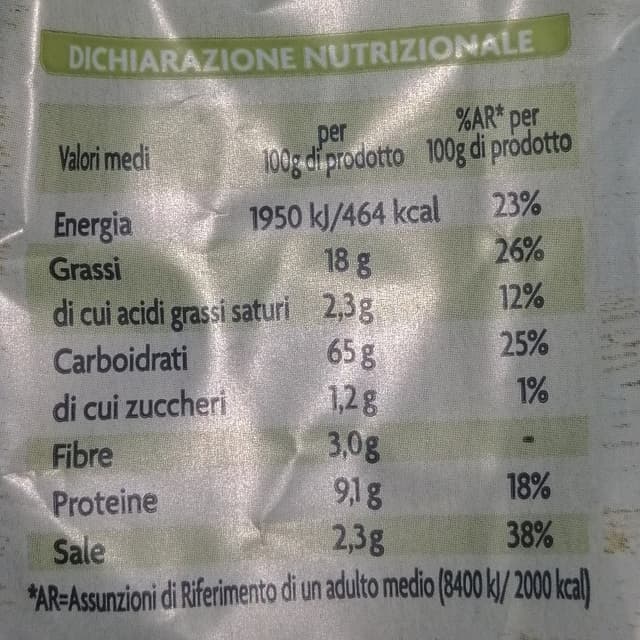 DICHIARAZIONE NUTRIZIONALE
Valori medi per 100g di prodotto %AR* per 100g di prodotto
Energia 1950 kJ/464 kcal 23%
Grassi 18 g 26%
di cui acidi grassi saturi 2,3g 12%
Carboidrati 65 g 25%
di cui zuccheri 1,2 g 1%
Fibre 3,0g -
Proteine 9,1 g 18%
Sale 2,3g 38%
*AR=Assunzioni di Riferimento di un adulto medio (8400 kJ/ 2000 kcal)